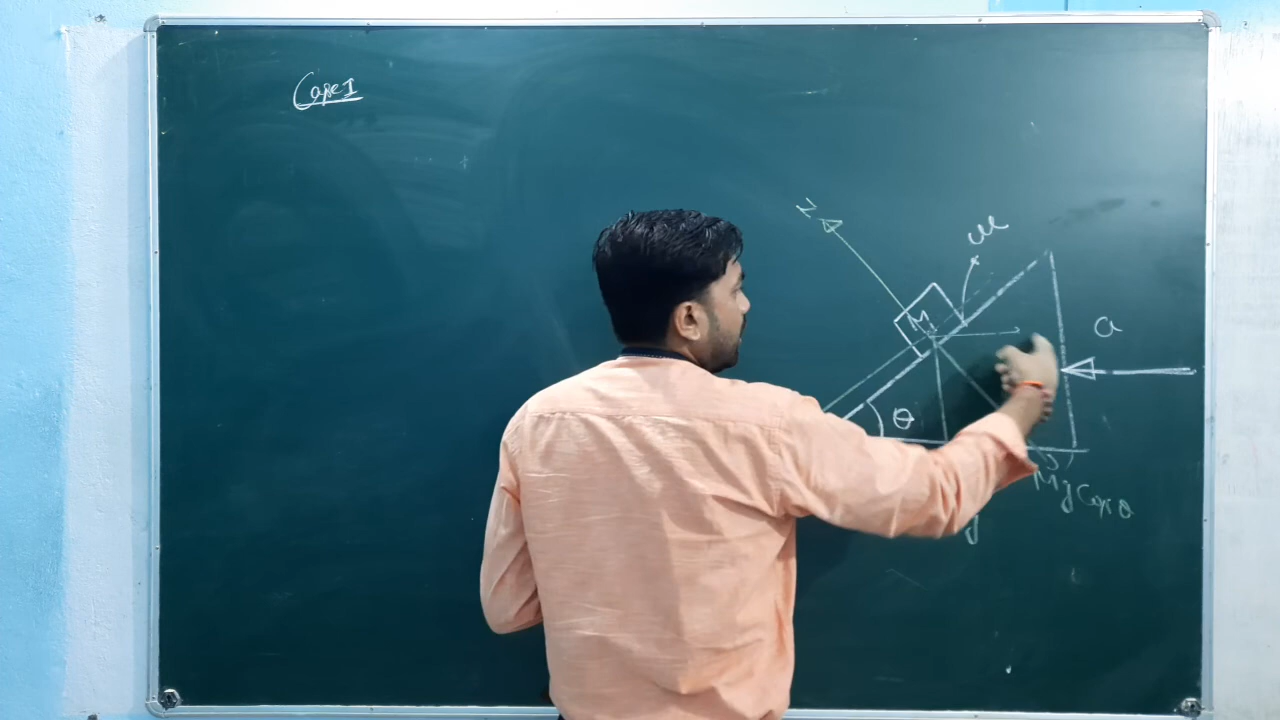 Case I
N
M
a
θ
Mg Cos θ